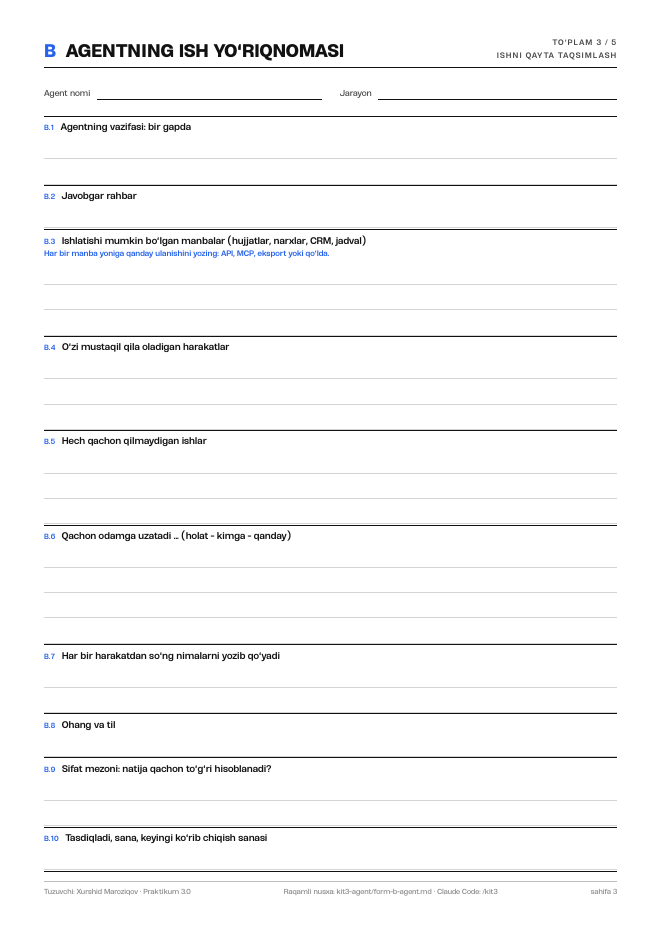 B AGENTNING ISH YO‘RIQNOMASI
TO‘PLAM 3 / 5
ISHNI QAYTA TAQSIMLASH
Agent nomi
Jarayon
B.1 Agentning vazifasi: bir gapda
B.2 Javobgar rahbar
B.3 Ishlatishi mumkin bo‘lgan manbalar (hujjatlar, narxlar, CRM, jadval)
Har bir manba yoniga qanday ulanishini yozing: API, MCP, eksport yoki qo‘lda.
B.4 O‘zi mustaqil qila oladigan harakatlar
B.5 Hech qachon qilmaydigan ishlar
B.6 Qachon odamga uzatadi ... (holat - kimga - qanday)
B.7 Har bir harakatdan so‘ng nimalarni yozib qo‘yadi
B.8 Ohang va til
B.9 Sifat mezoni: natija qachon to‘g‘ri hisoblanadi?
B.10 Tasdiqladi, sana, keyingi ko‘rib chiqish sanasi
Tuzuvchi: Xurshid Maroziqov · Praktikum 3.0
Raqamli nusxa: kit3-agent/form-b-agent.md · Claude Code: /kit3
sahifa 3